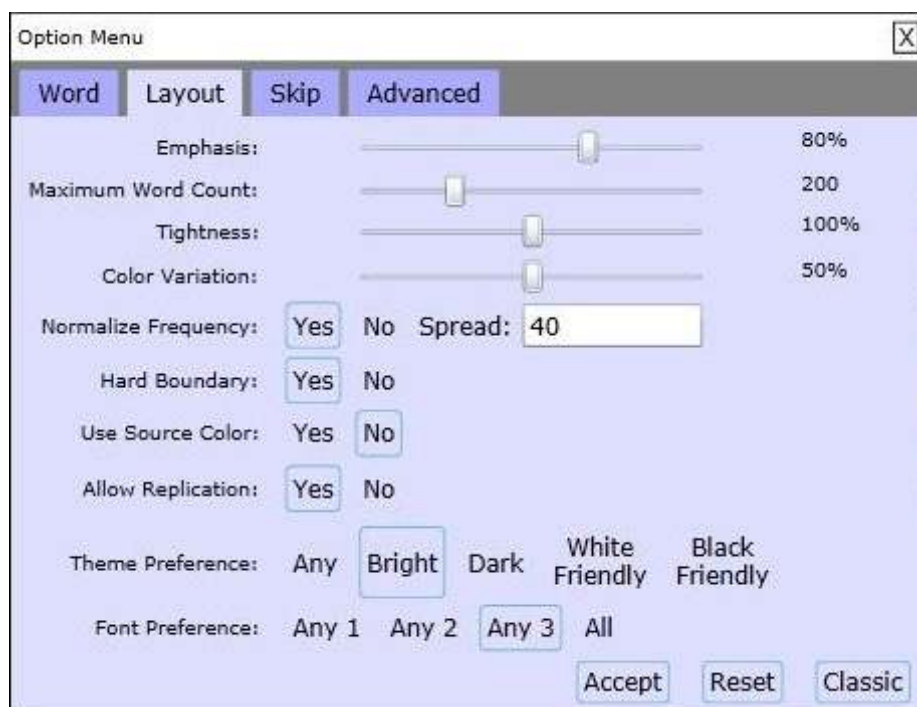 Option Menu X
Word Layout Skip Advanced
Emphasis: 80%
Maximum Word Count: 200
Tightness: 100%
Color Variation: 50%
Normalize Frequency: Yes No Spread: 40
Hard Boundary: Yes No
Use Source Color: Yes No
Allow Replication: Yes No
Theme Preference: Any Bright Dark White Friendly Black Friendly
Font Preference: Any 1 Any 2 Any 3 All
Accept Reset Classic